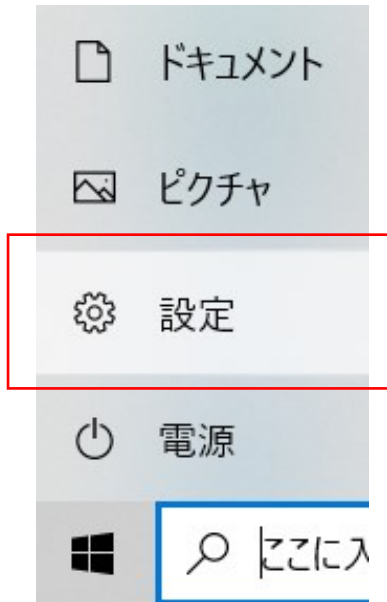 ドキュメント
ピクチャ
設定
電源
ここに入